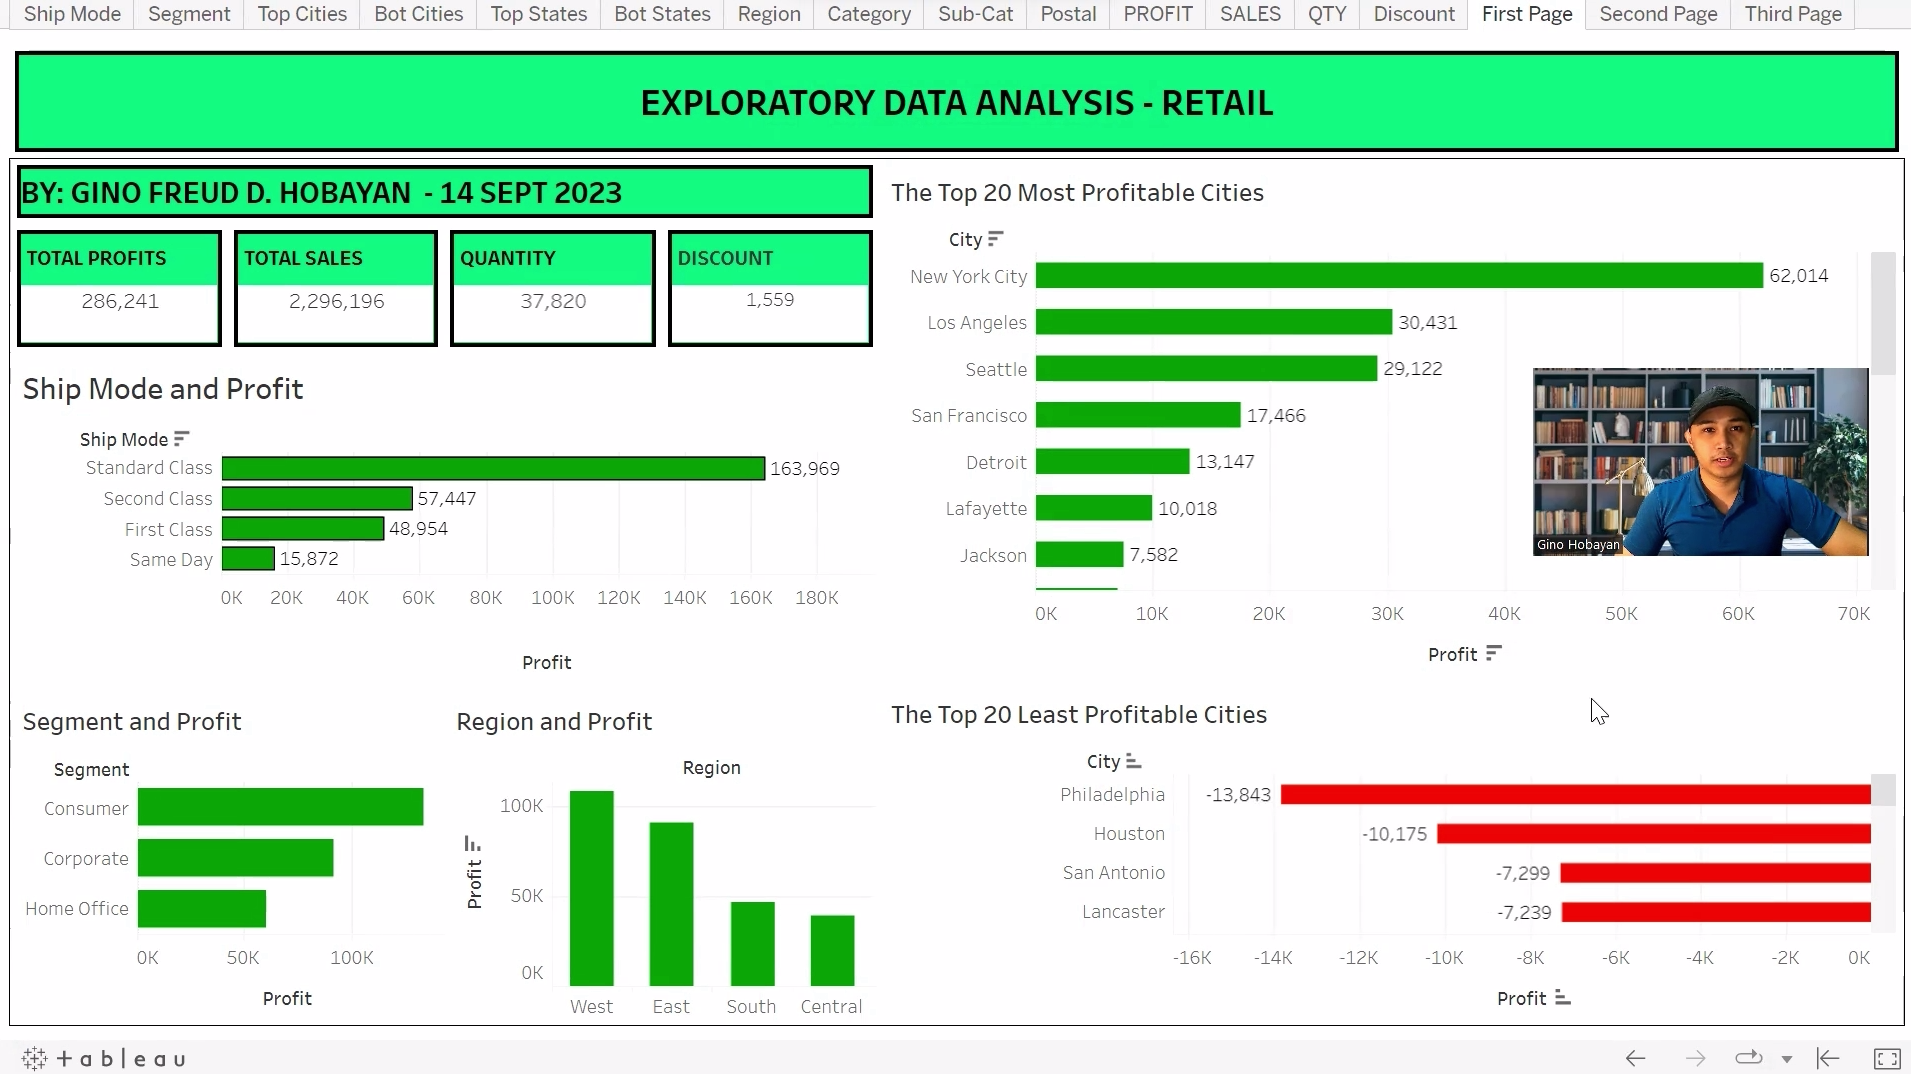 Ship Mode Segment Top Cities Bot Cities Top States Bot States Region Category Sub-Cat Postal PROFIT SALES QTY Discount First Page Second Page Third Page
EXPLORATORY DATA ANALYSIS - RETAIL
BY: GINO FREUD D. HOBAYAN - 14 SEPT 2023
TOTAL PROFITS
286,241
TOTAL SALES
2,296,196
QUANTITY
37,820
DISCOUNT
1,559
Ship Mode and Profit
Ship Mode
Standard Class 163,969
Second Class 57,447
First Class 48,954
Same Day 15,872
0K 20K 40K 60K 80K 100K 120K 140K 160K 180K
Profit
Segment and Profit
Segment
Consumer
Corporate
Home Office
0K 50K 100K
Profit
Region and Profit
Region
100K
50K
0K
Profit
West East South Central
The Top 20 Most Profitable Cities
City
New York City 62,014
Los Angeles 30,431
Seattle 29,122
San Francisco 17,466
Detroit 13,147
Lafayette 10,018
Jackson 7,582
0K 10K 20K 30K 40K 50K 60K 70K
Profit
Gino Hobayan
The Top 20 Least Profitable Cities
City
Philadelphia -13,843
Houston -10,175
San Antonio -7,299
Lancaster -7,239
-16K -14K -12K -10K -8K -6K -4K -2K 0K
Profit
+ a b | e a u